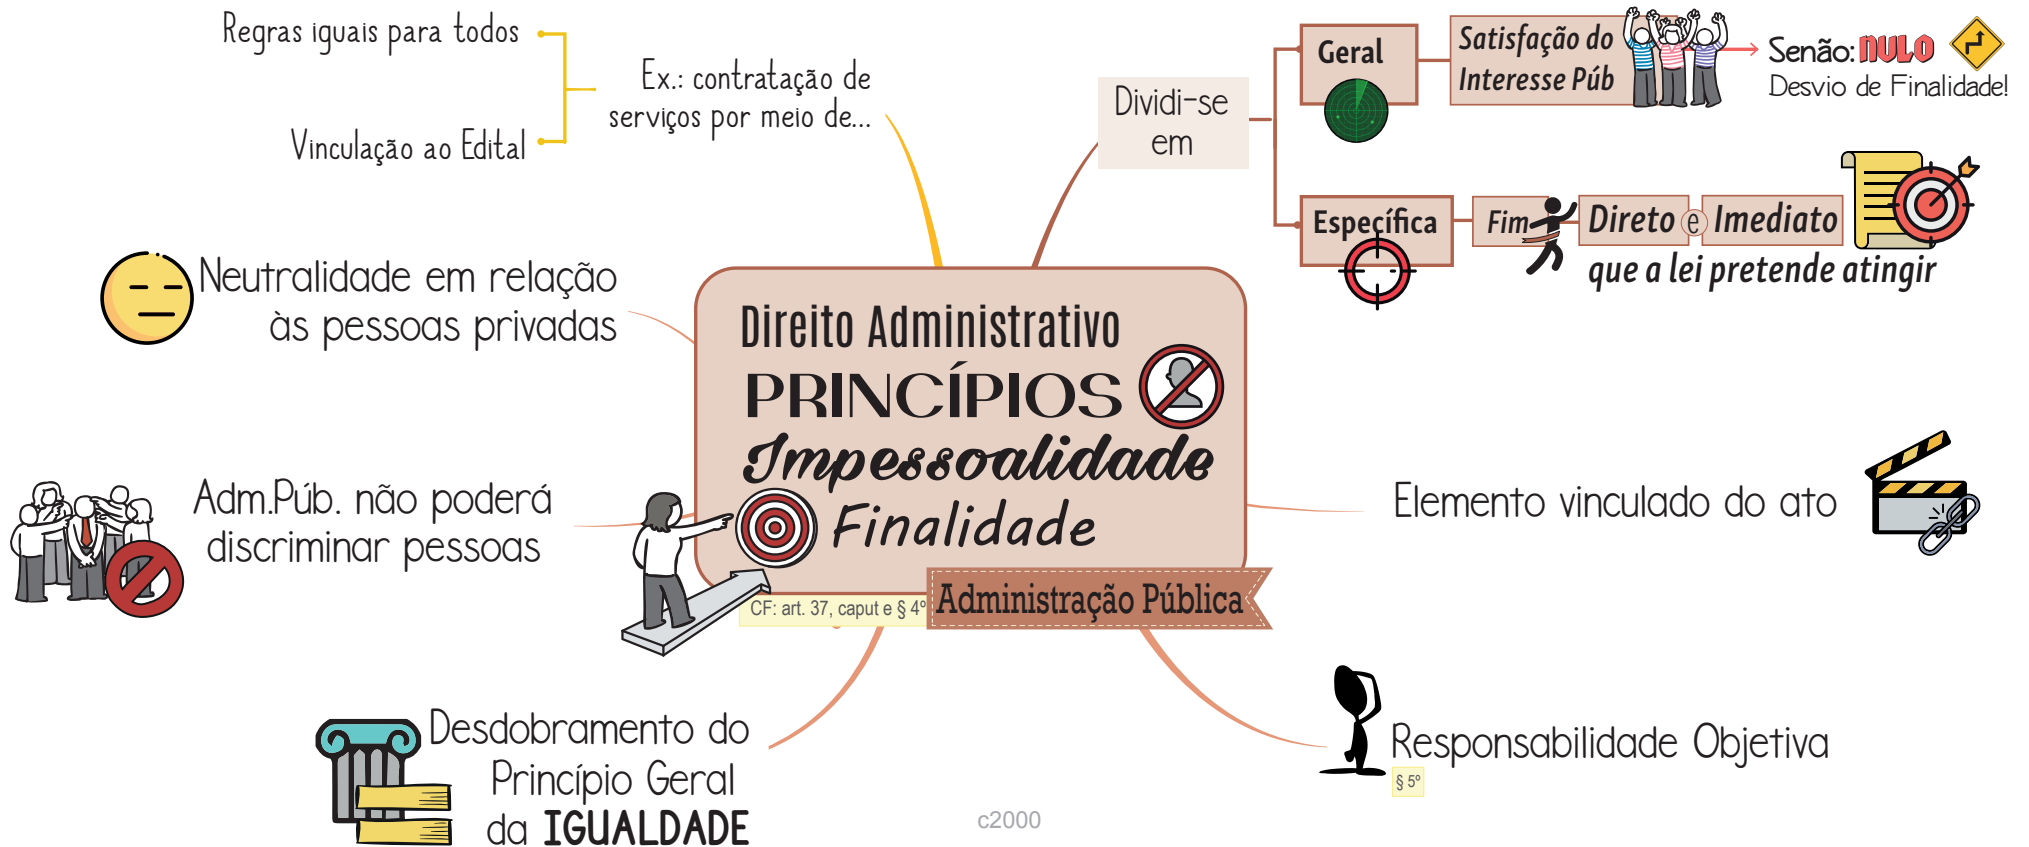 Direito Administrativo
PRINCÍPIOS
Impessoalidade
Finalidade
Administração Pública
CF: art. 37, caput e § 4º
Dividi-se
em
Geral
Satisfação do
Interesse Púb
Senão: NULO
Desvio de Finalidade!
Específica
Fim
Direto e Imediato
que a lei pretende atingir
Elemento vinculado do ato
Responsabilidade Objetiva
§ 5º
Desdobramento do
Princípio Geral
da IGUALDADE
Adm.Púb. não poderá
discriminar pessoas
Neutralidade em relação
às pessoas privadas
Ex.: contratação de
serviços por meio de...
Regras iguais para todos
Vinculação ao Edital
c2000